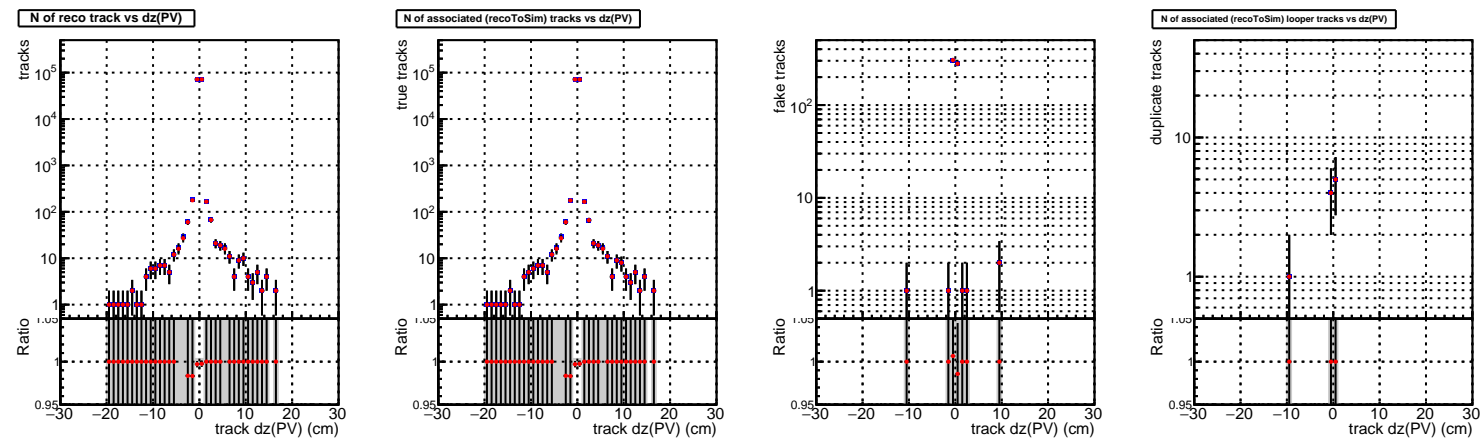 N of reco track vs dz(PV)
tracks
10^5
10^4
10^3
10^2
10
1
Ratio
1.05
1
0.95
−30 −20 −10 0 10 20 30
track dz(PV) (cm)
N of associated (recoToSim) tracks vs dz(PV)
true tracks
10^5
10^4
10^3
10^2
10
1
Ratio
1.05
1
0.95
−30 −20 −10 0 10 20 30
track dz(PV) (cm)
fake tracks
10^2
10
1
Ratio
1.05
1
0.95
−30 −20 −10 0 10 20 30
track dz(PV) (cm)
N of associated (recoToSim) looper tracks vs dz(PV)
duplicate tracks
10
1
Ratio
1.05
1
0.95
−30 −20 −10 0 10 20 30
track dz(PV) (cm)